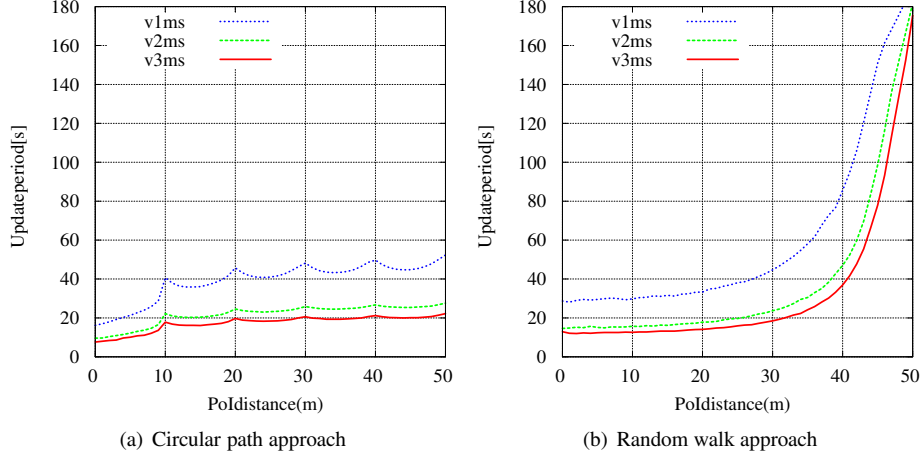 180
160
140
120
100
80
60
40
20
0
Updateperiod[s]
v1ms
v2ms
v3ms
0 10 20 30 40 50
PoIdistance(m)
(a) Circular path approach
180
160
140
120
100
80
60
40
20
0
Updateperiod[s]
v1ms
v2ms
v3ms
0 10 20 30 40 50
PoIdistance(m)
(b) Random walk approach